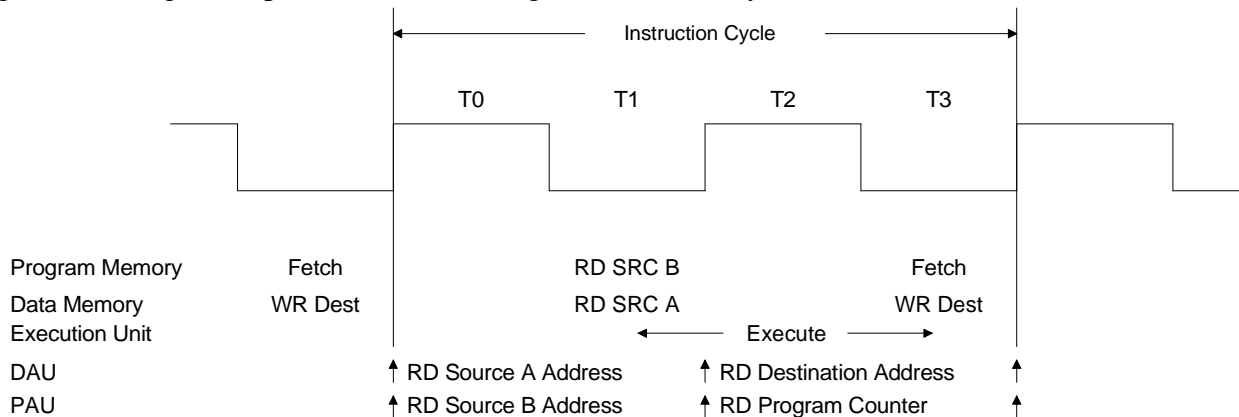 Instruction Cycle
T0 T1 T2 T3
Program Memory Fetch RD SRC B Fetch
Data Memory WR Dest RD SRC A WR Dest
Execution Unit Execute
DAU RD Source A Address RD Destination Address
PAU RD Source B Address RD Program Counter